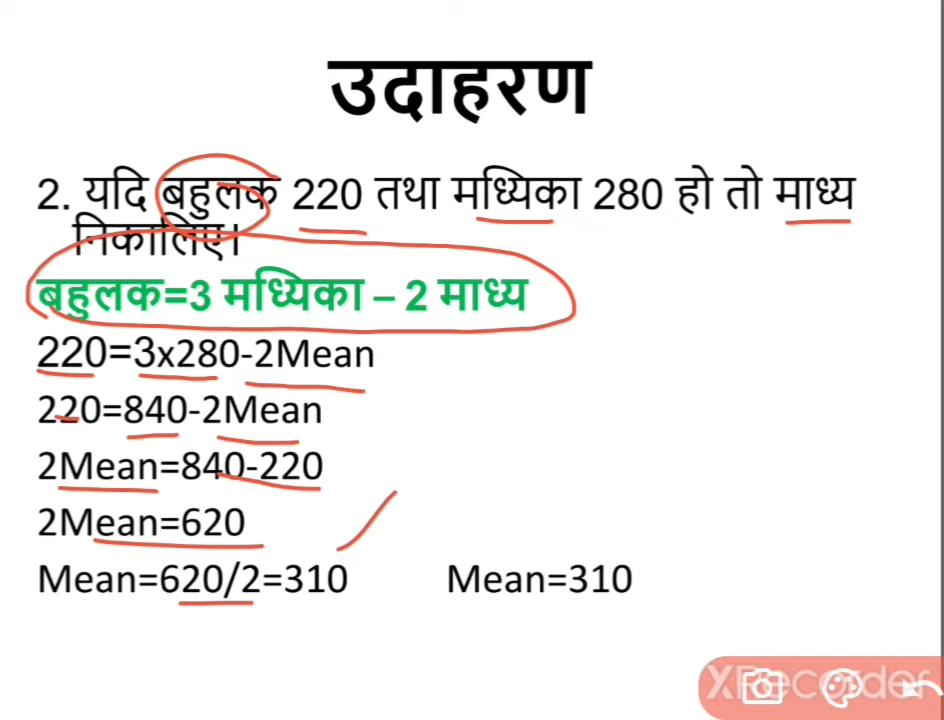 उदाहरण
2. यदि बहुलक 220 तथा मध्यिका 280 हो तो माध्य
निकालिए।
बहुलक=3 मध्यिका – 2 माध्य
220=3x280-2Mean
220=840-2Mean
2Mean=840-220
2Mean=620
Mean=620/2=310 Mean=310
XRecorder